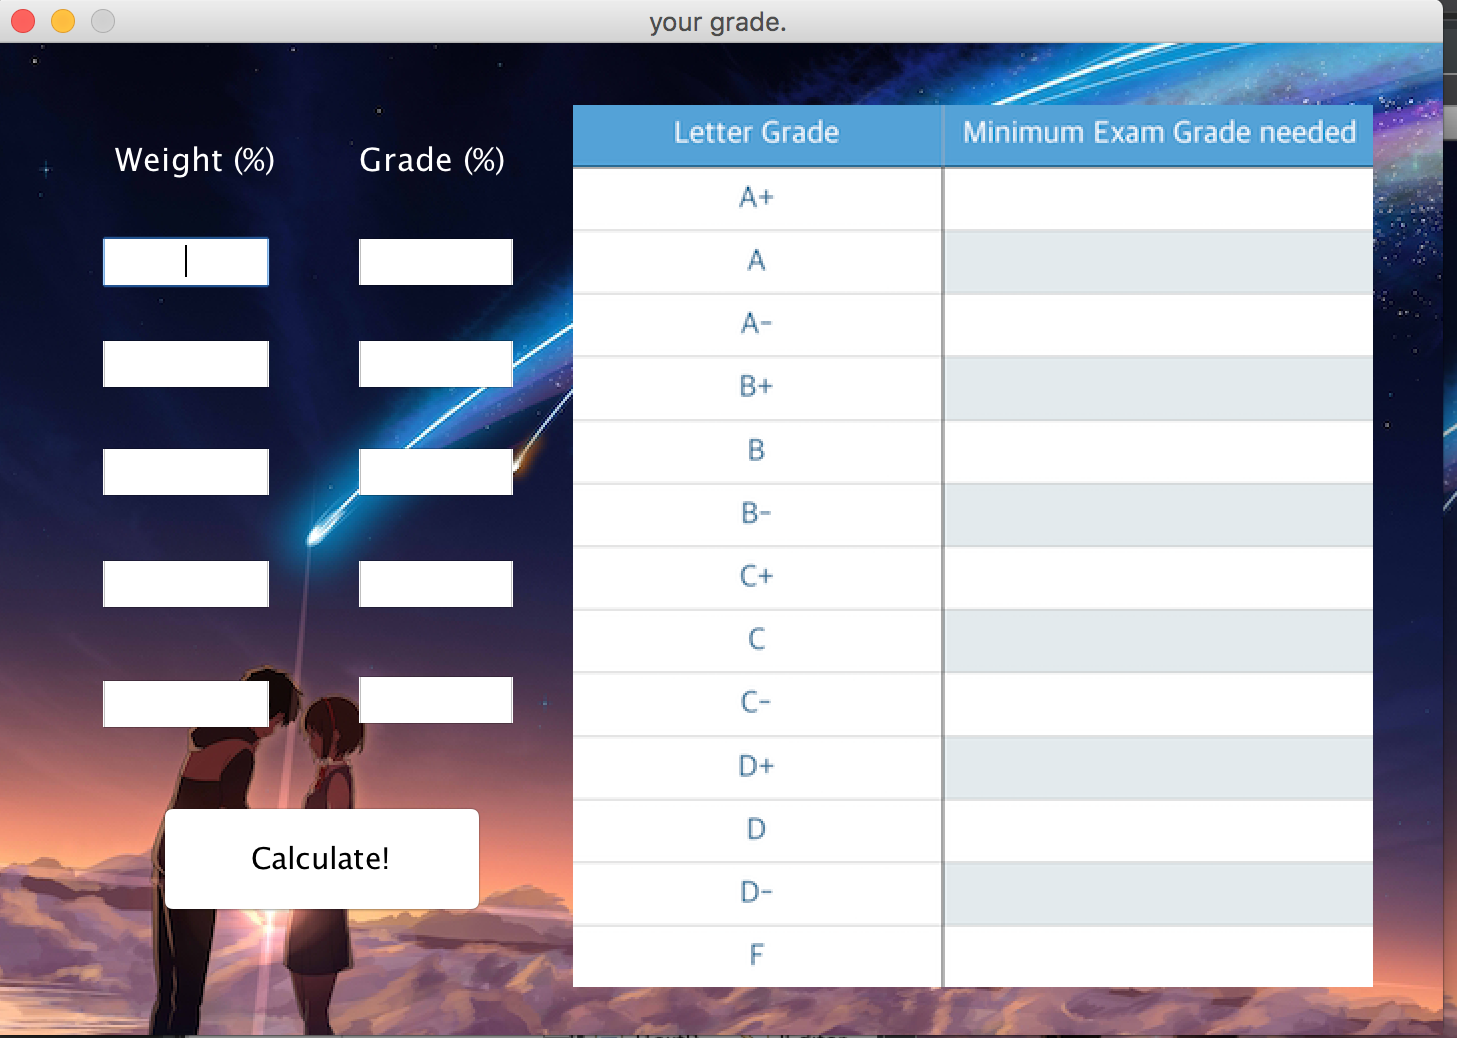 your grade.
Weight (%) Grade (%)
Calculate!
Letter Grade Minimum Exam Grade needed
A+
A
A-
B+
B
B-
C+
C
C-
D+
D
D-
F